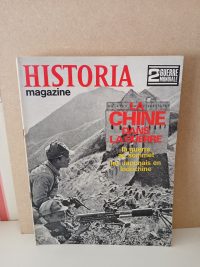 HISTORIA
magazine
2e GUERRE
MONDIALE
LA
CHINE
DANS
LA GUERRE
la guerre
au sommet
les Japonais en
Indochine